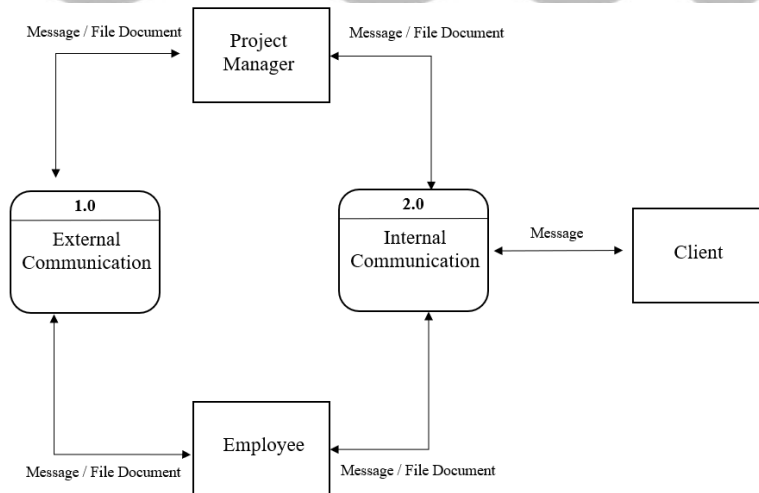 Message / File Document
Project
Manager
Message / File Document
1.0
External
Communication
2.0
Internal
Communication
Message
Client
Employee
Message / File Document
Message / File Document